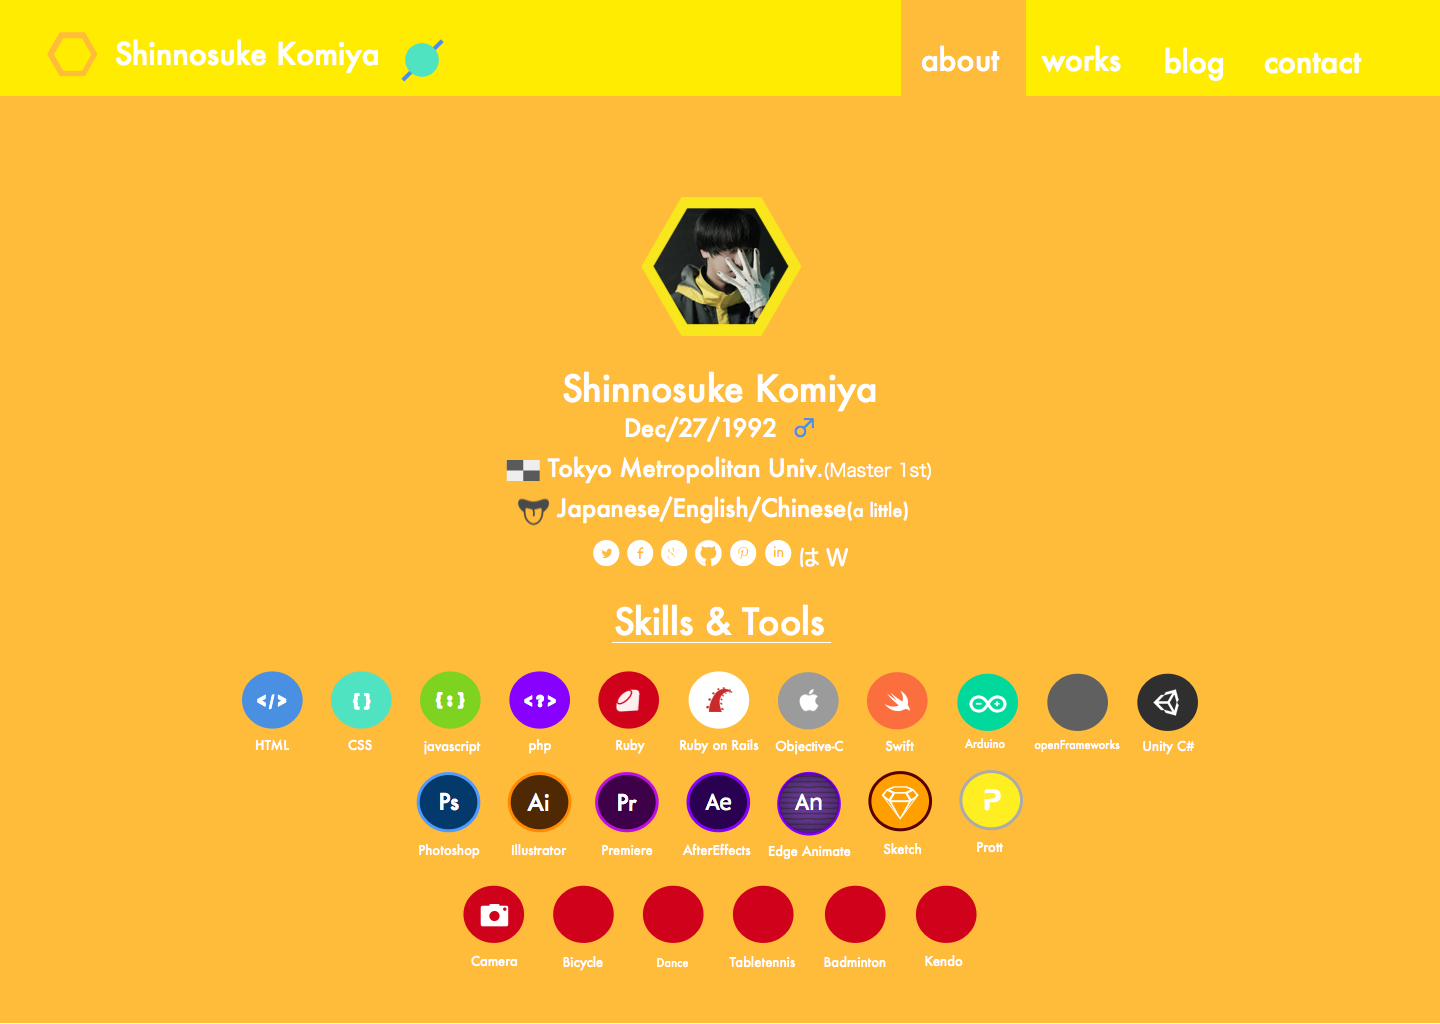 Shinnosuke Komiya
about works blog contact
Shinnosuke Komiya
Dec/27/1992 ♂
Tokyo Metropolitan Univ.(Master 1st)
Japanese/English/Chinese(a little)
は W
Skills & Tools
HTML CSS javascript php Ruby Ruby on Rails Objective-C Swift Arduino openFrameworks Unity C#
Ps Ai Pr Ae An
Photoshop Illustrator Premiere AfterEffects Edge Animate Sketch Prott
Camera Bicycle Dance Tabletennis Badminton Kendo